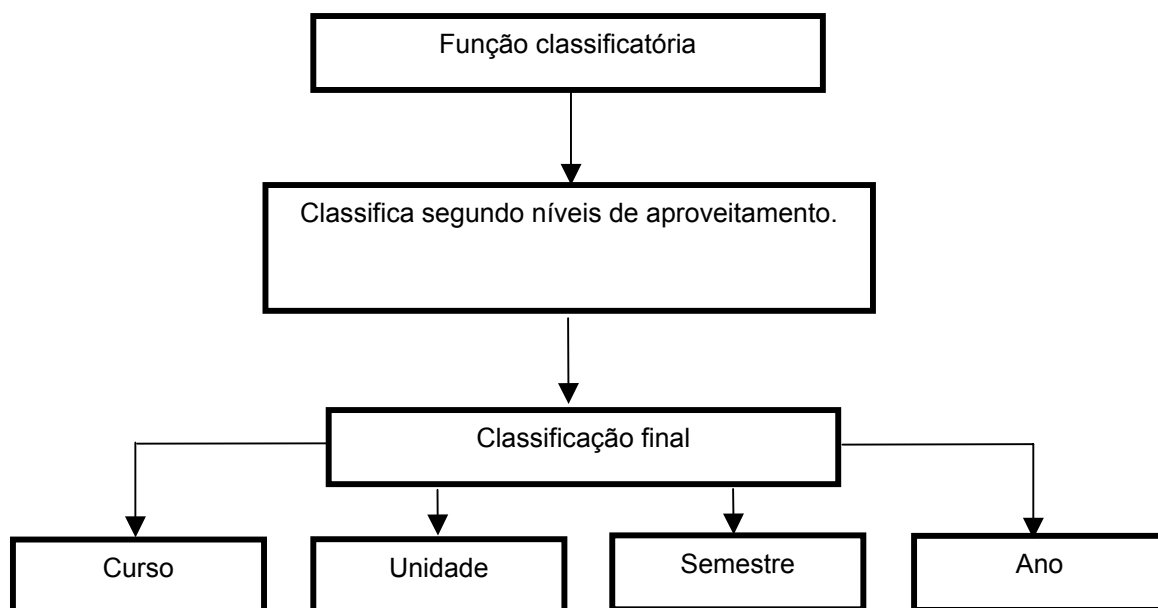 Função classificatória
Classifica segundo níveis de aproveitamento.
Classificação final
Curso
Unidade
Semestre
Ano